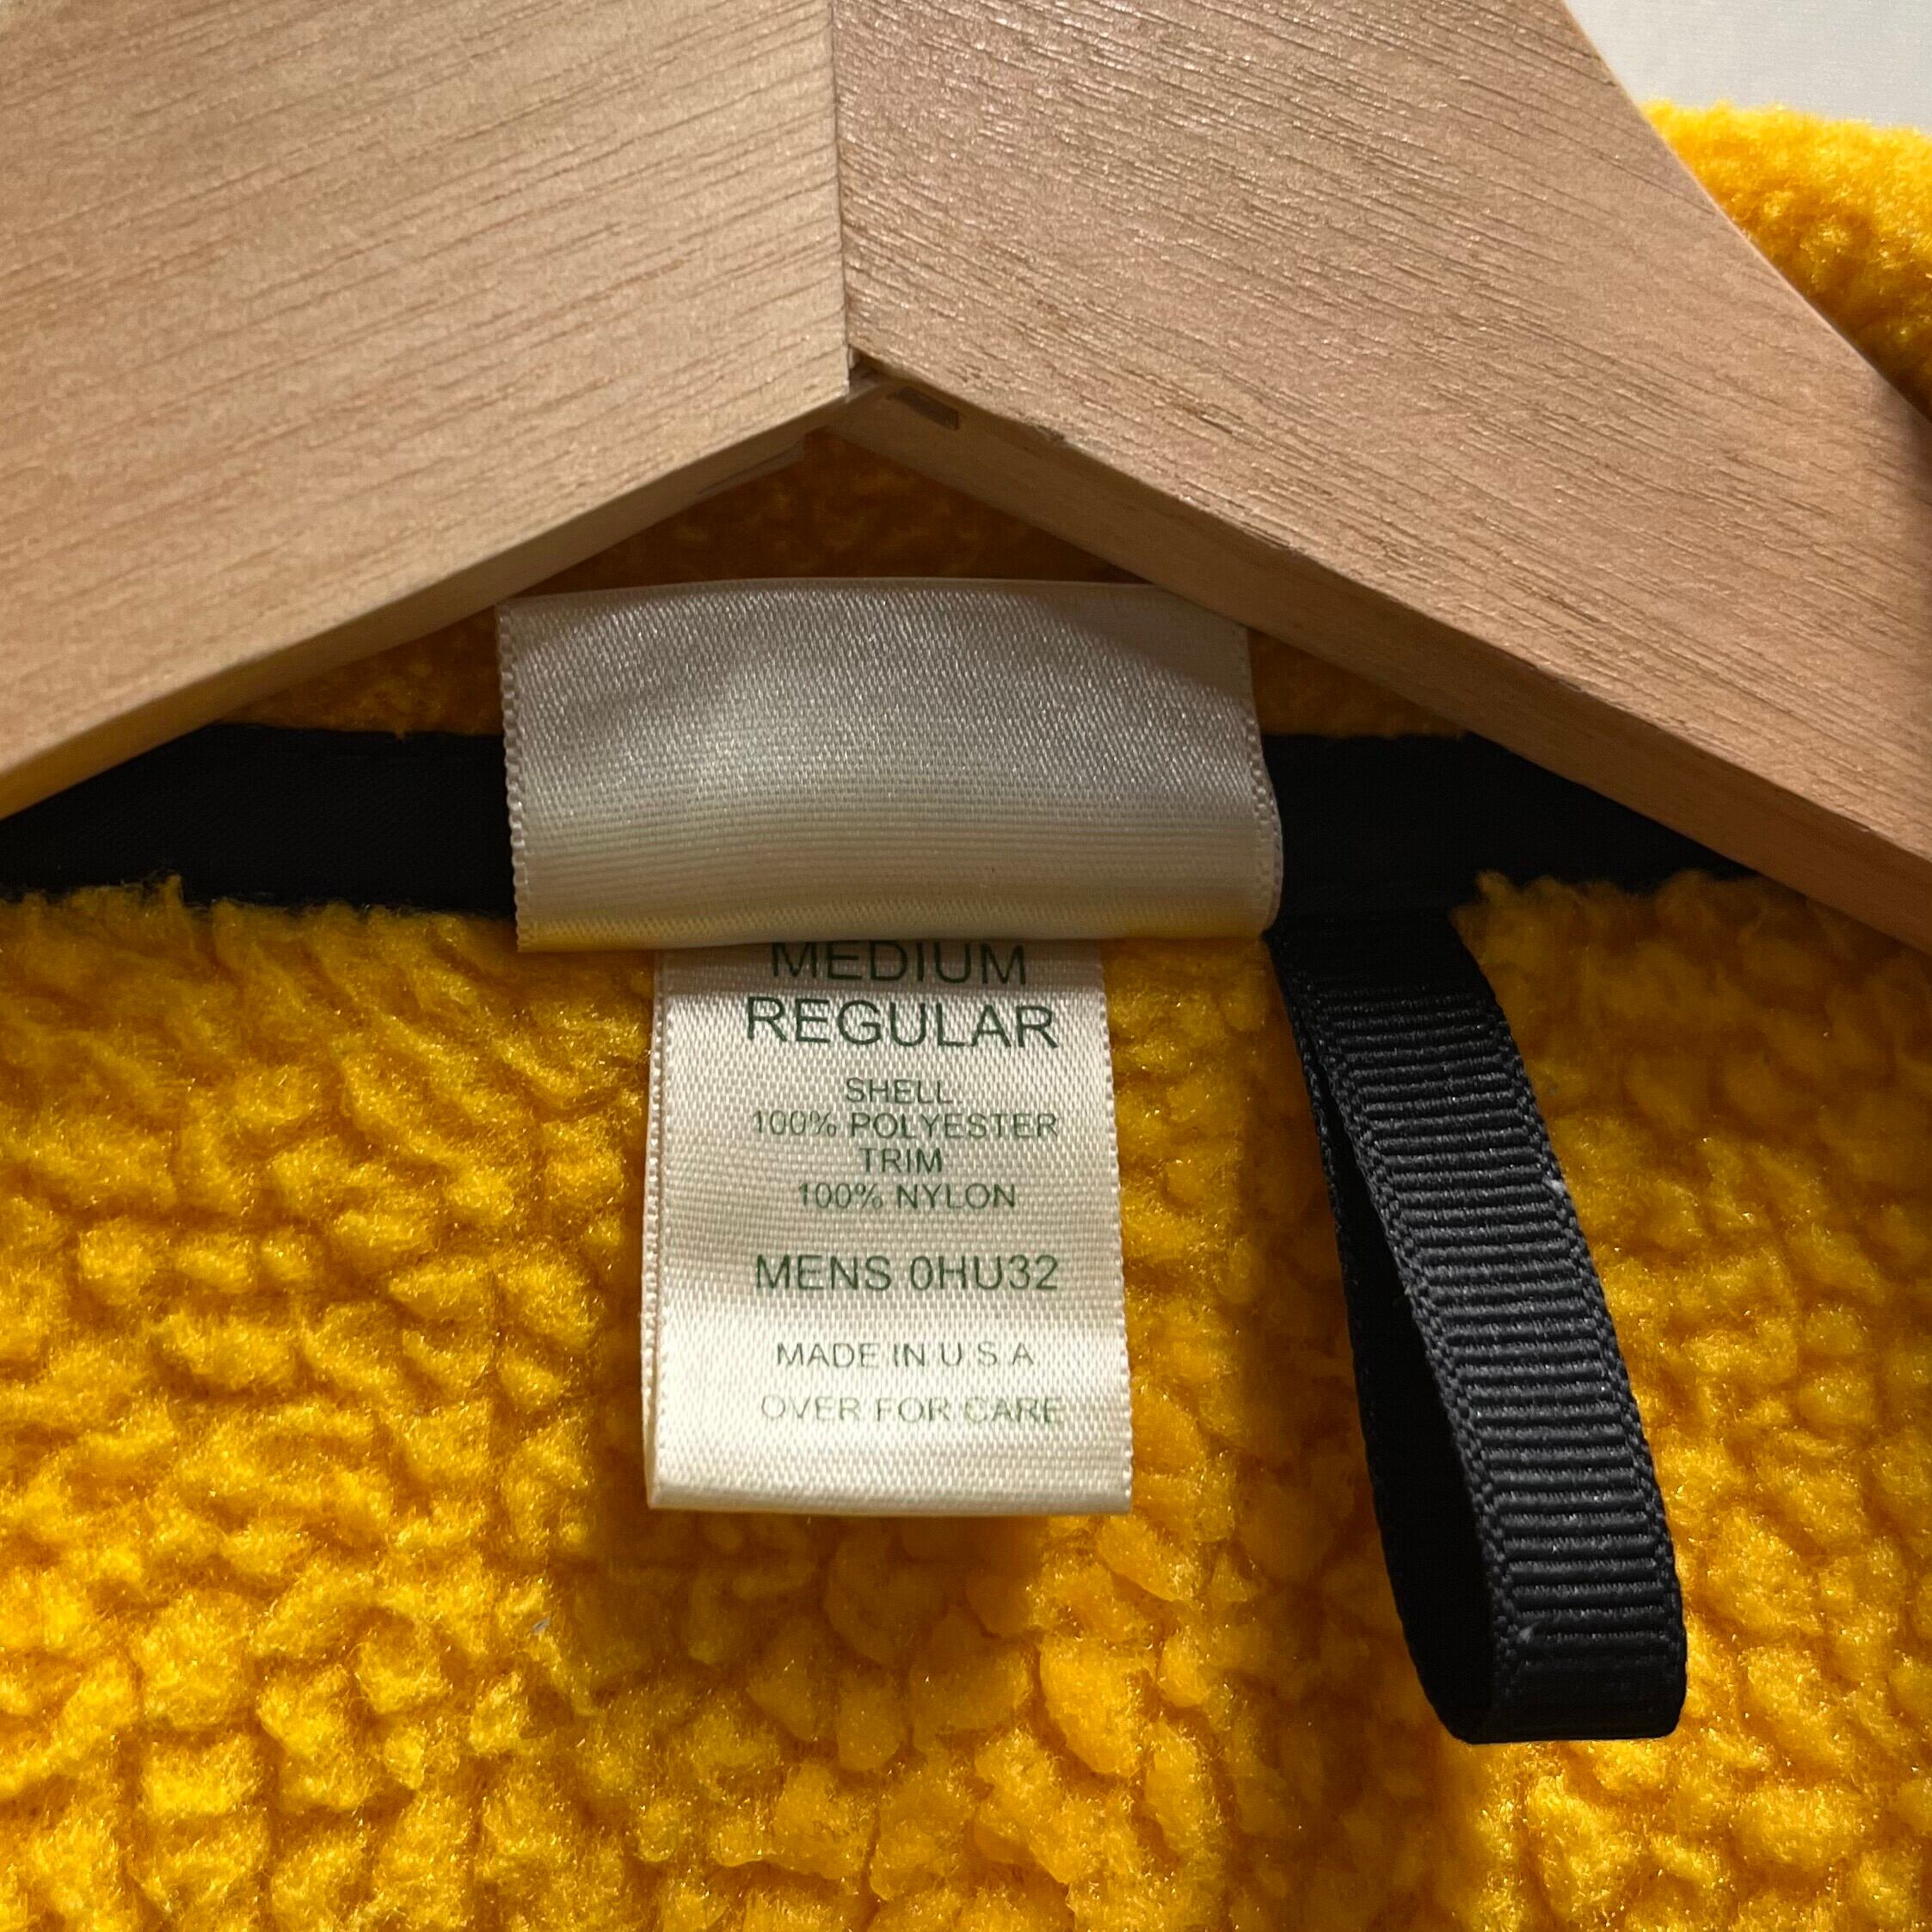 MEDIUM
REGULAR
SHELL
100% POLYESTER
TRIM
100% NYLON
MENS 0HU32
MADE IN U S A
OVER FOR CARE